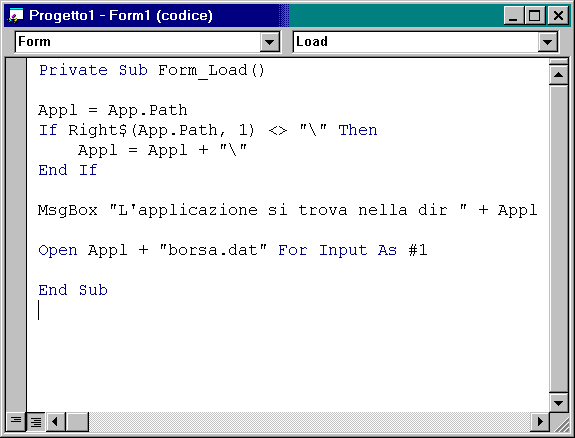 Progetto1 - Form1 (codice)
Form Load
Private Sub Form_Load()
Appl = App.Path
If Right$(App.Path, 1) <> "\" Then
Appl = Appl + "\"
End If
MsgBox "L'applicazione si trova nella dir " + Appl
Open Appl + "borsa.dat" For Input As #1
End Sub